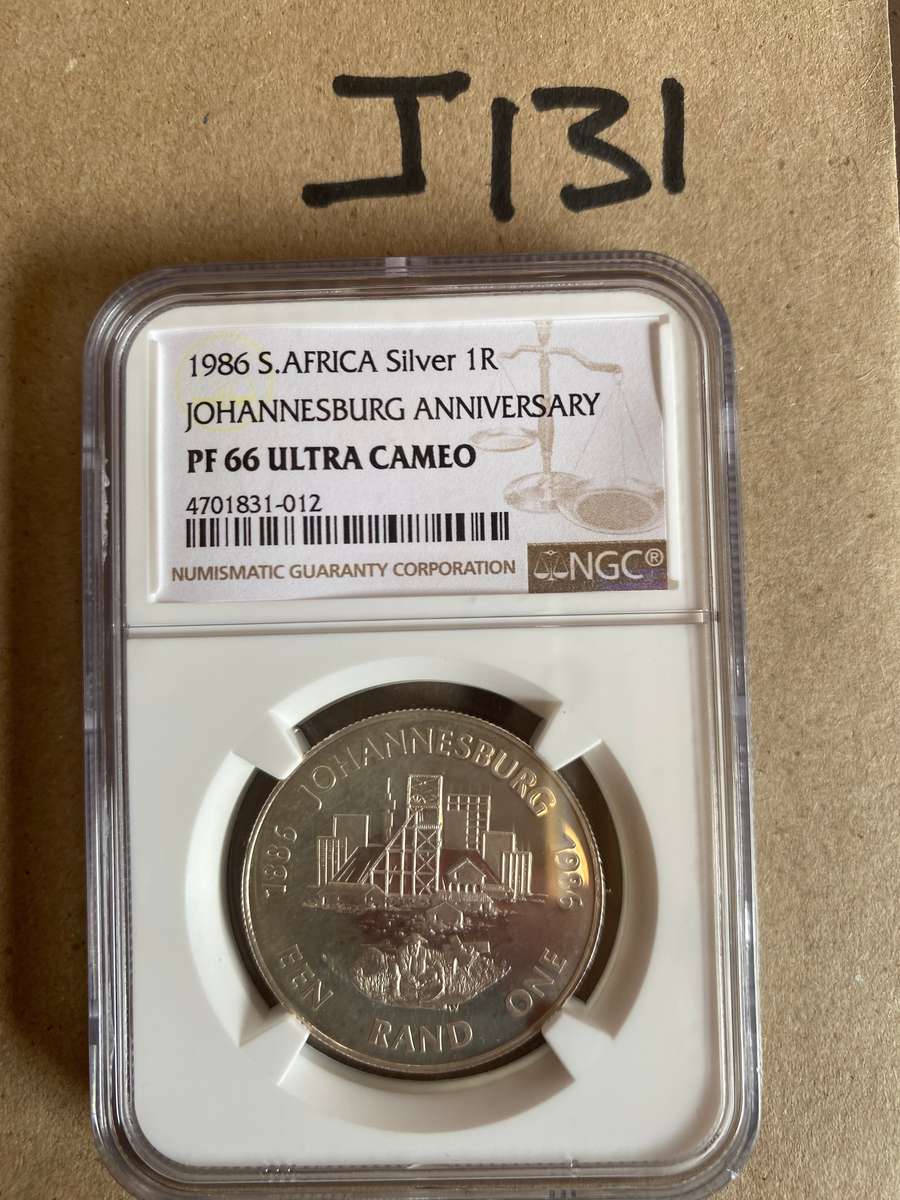 J131
1986 S.AFRICA Silver 1R
JOHANNESBURG ANNIVERSARY
PF 66 ULTRA CAMEO
4701831-012
NUMISMATIC GUARANTY CORPORATION NGC®
1886 JOHANNESBURG 1986
EEN RAND ONE